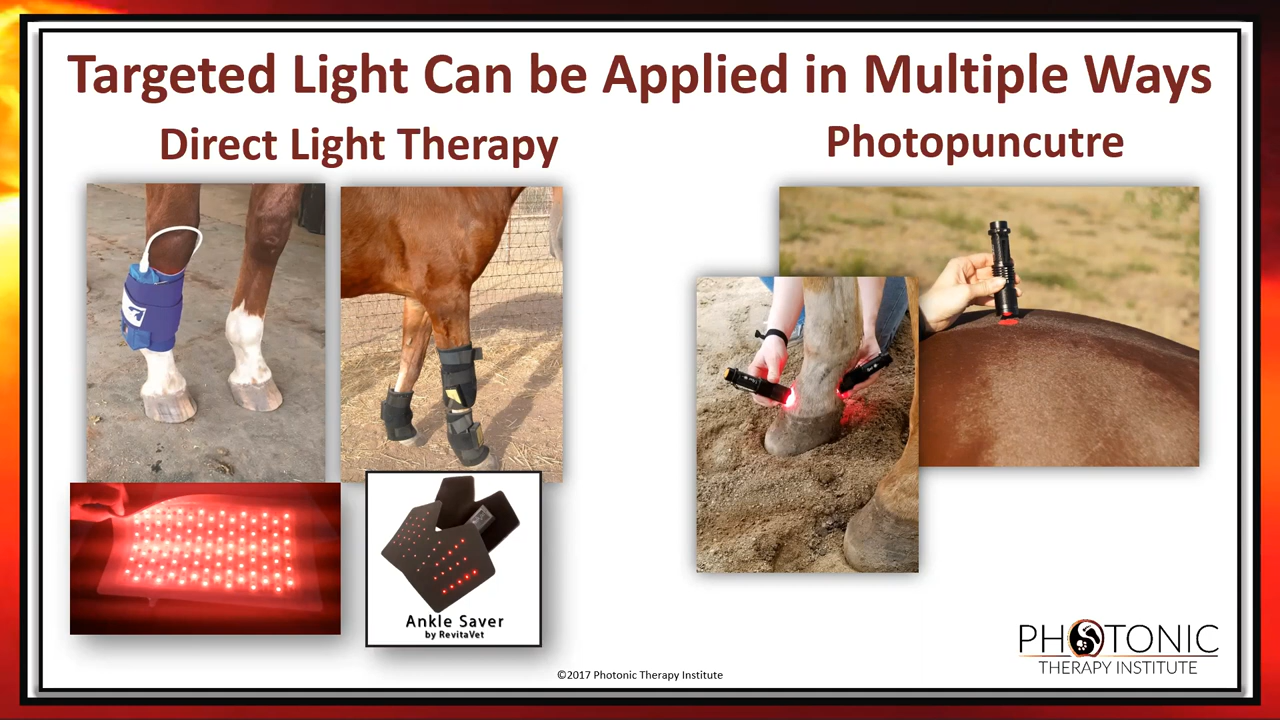 Targeted Light Can be Applied in Multiple Ways
Direct Light Therapy
Photopuncutre
Ankle Saver
by RevitaVet
PHOTONIC
THERAPY INSTITUTE
©2017 Photonic Therapy Institute